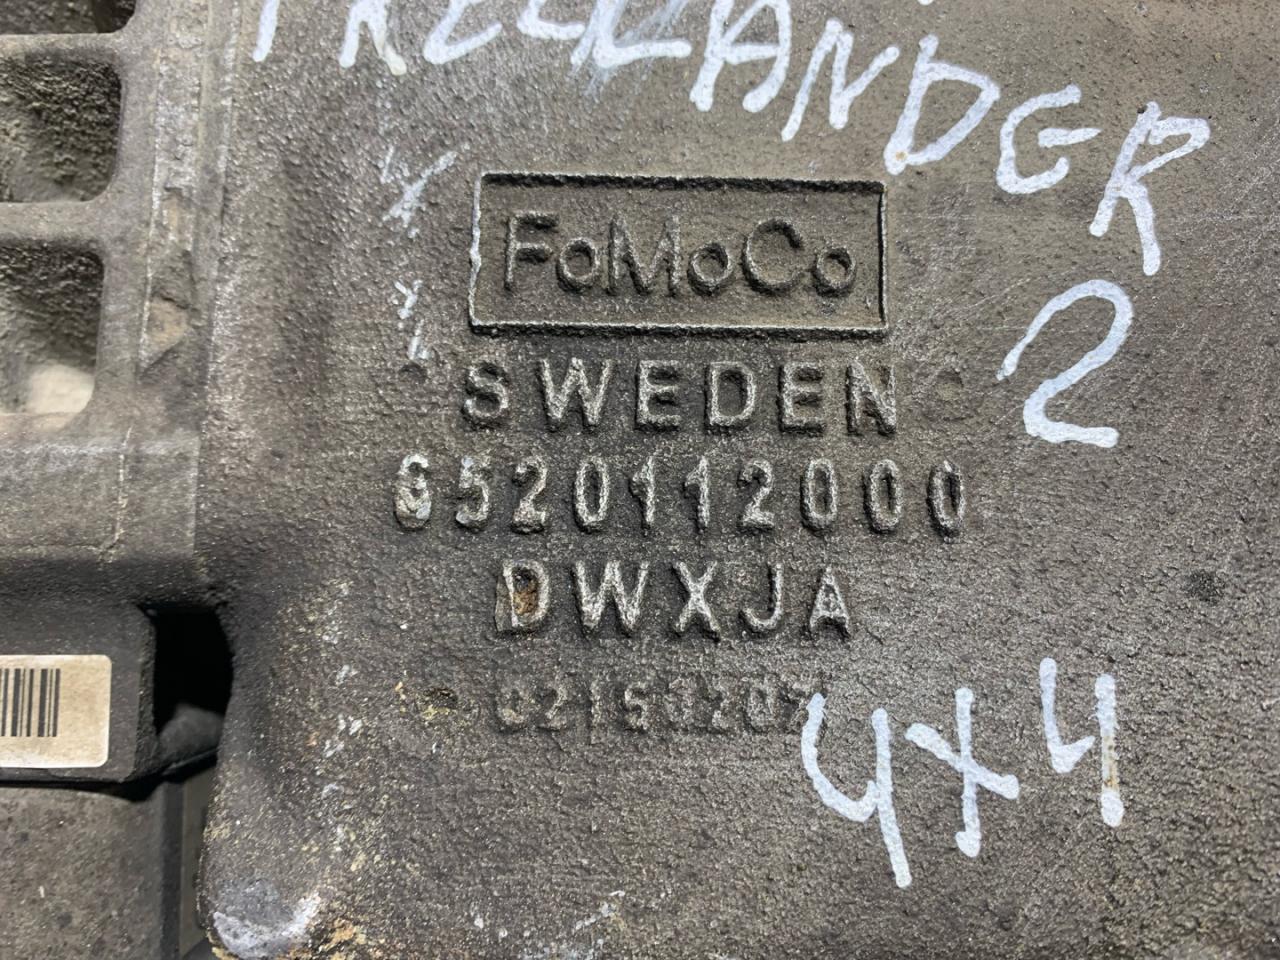 FREELANDER
2
FoMoCo
SWEDEN
6520112000
DWXJA
4x4